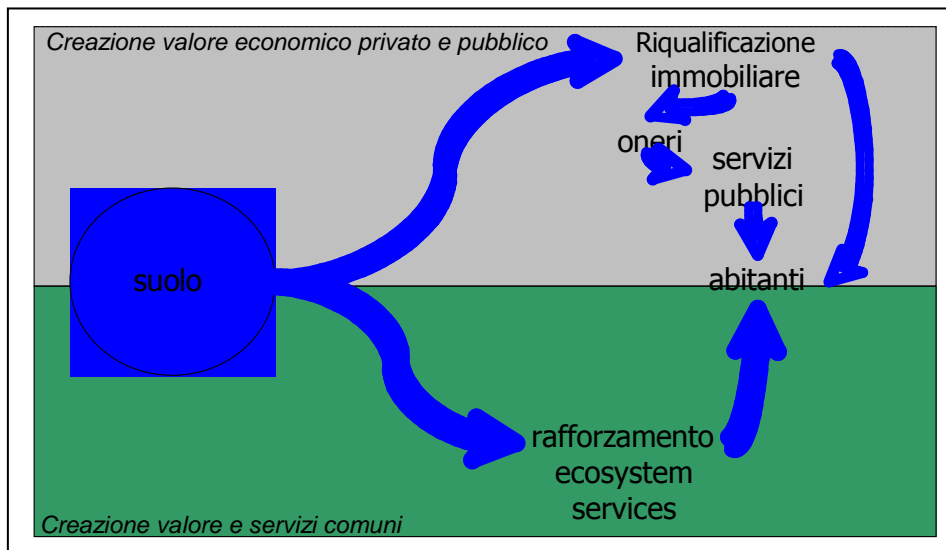 Creazione valore economico privato e pubblico
Riqualificazione
immobiliare
oneri
servizi
pubblici
suolo
abitanti
rafforzamento
ecosystem
services
Creazione valore e servizi comuni